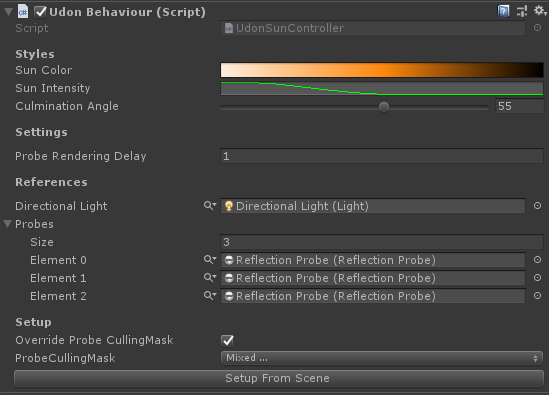 Udon Behaviour (Script)
Script UdonSunController
Styles
Sun Color
Sun Intensity
Culmination Angle 55
Settings
Probe Rendering Delay 1
References
Directional Light Directional Light (Light)
Probes
Size 3
Element 0 Reflection Probe (Reflection Probe)
Element 1 Reflection Probe (Reflection Probe)
Element 2 Reflection Probe (Reflection Probe)
Setup
Override Probe CullingMask
ProbeCullingMask Mixed ...
Setup From Scene